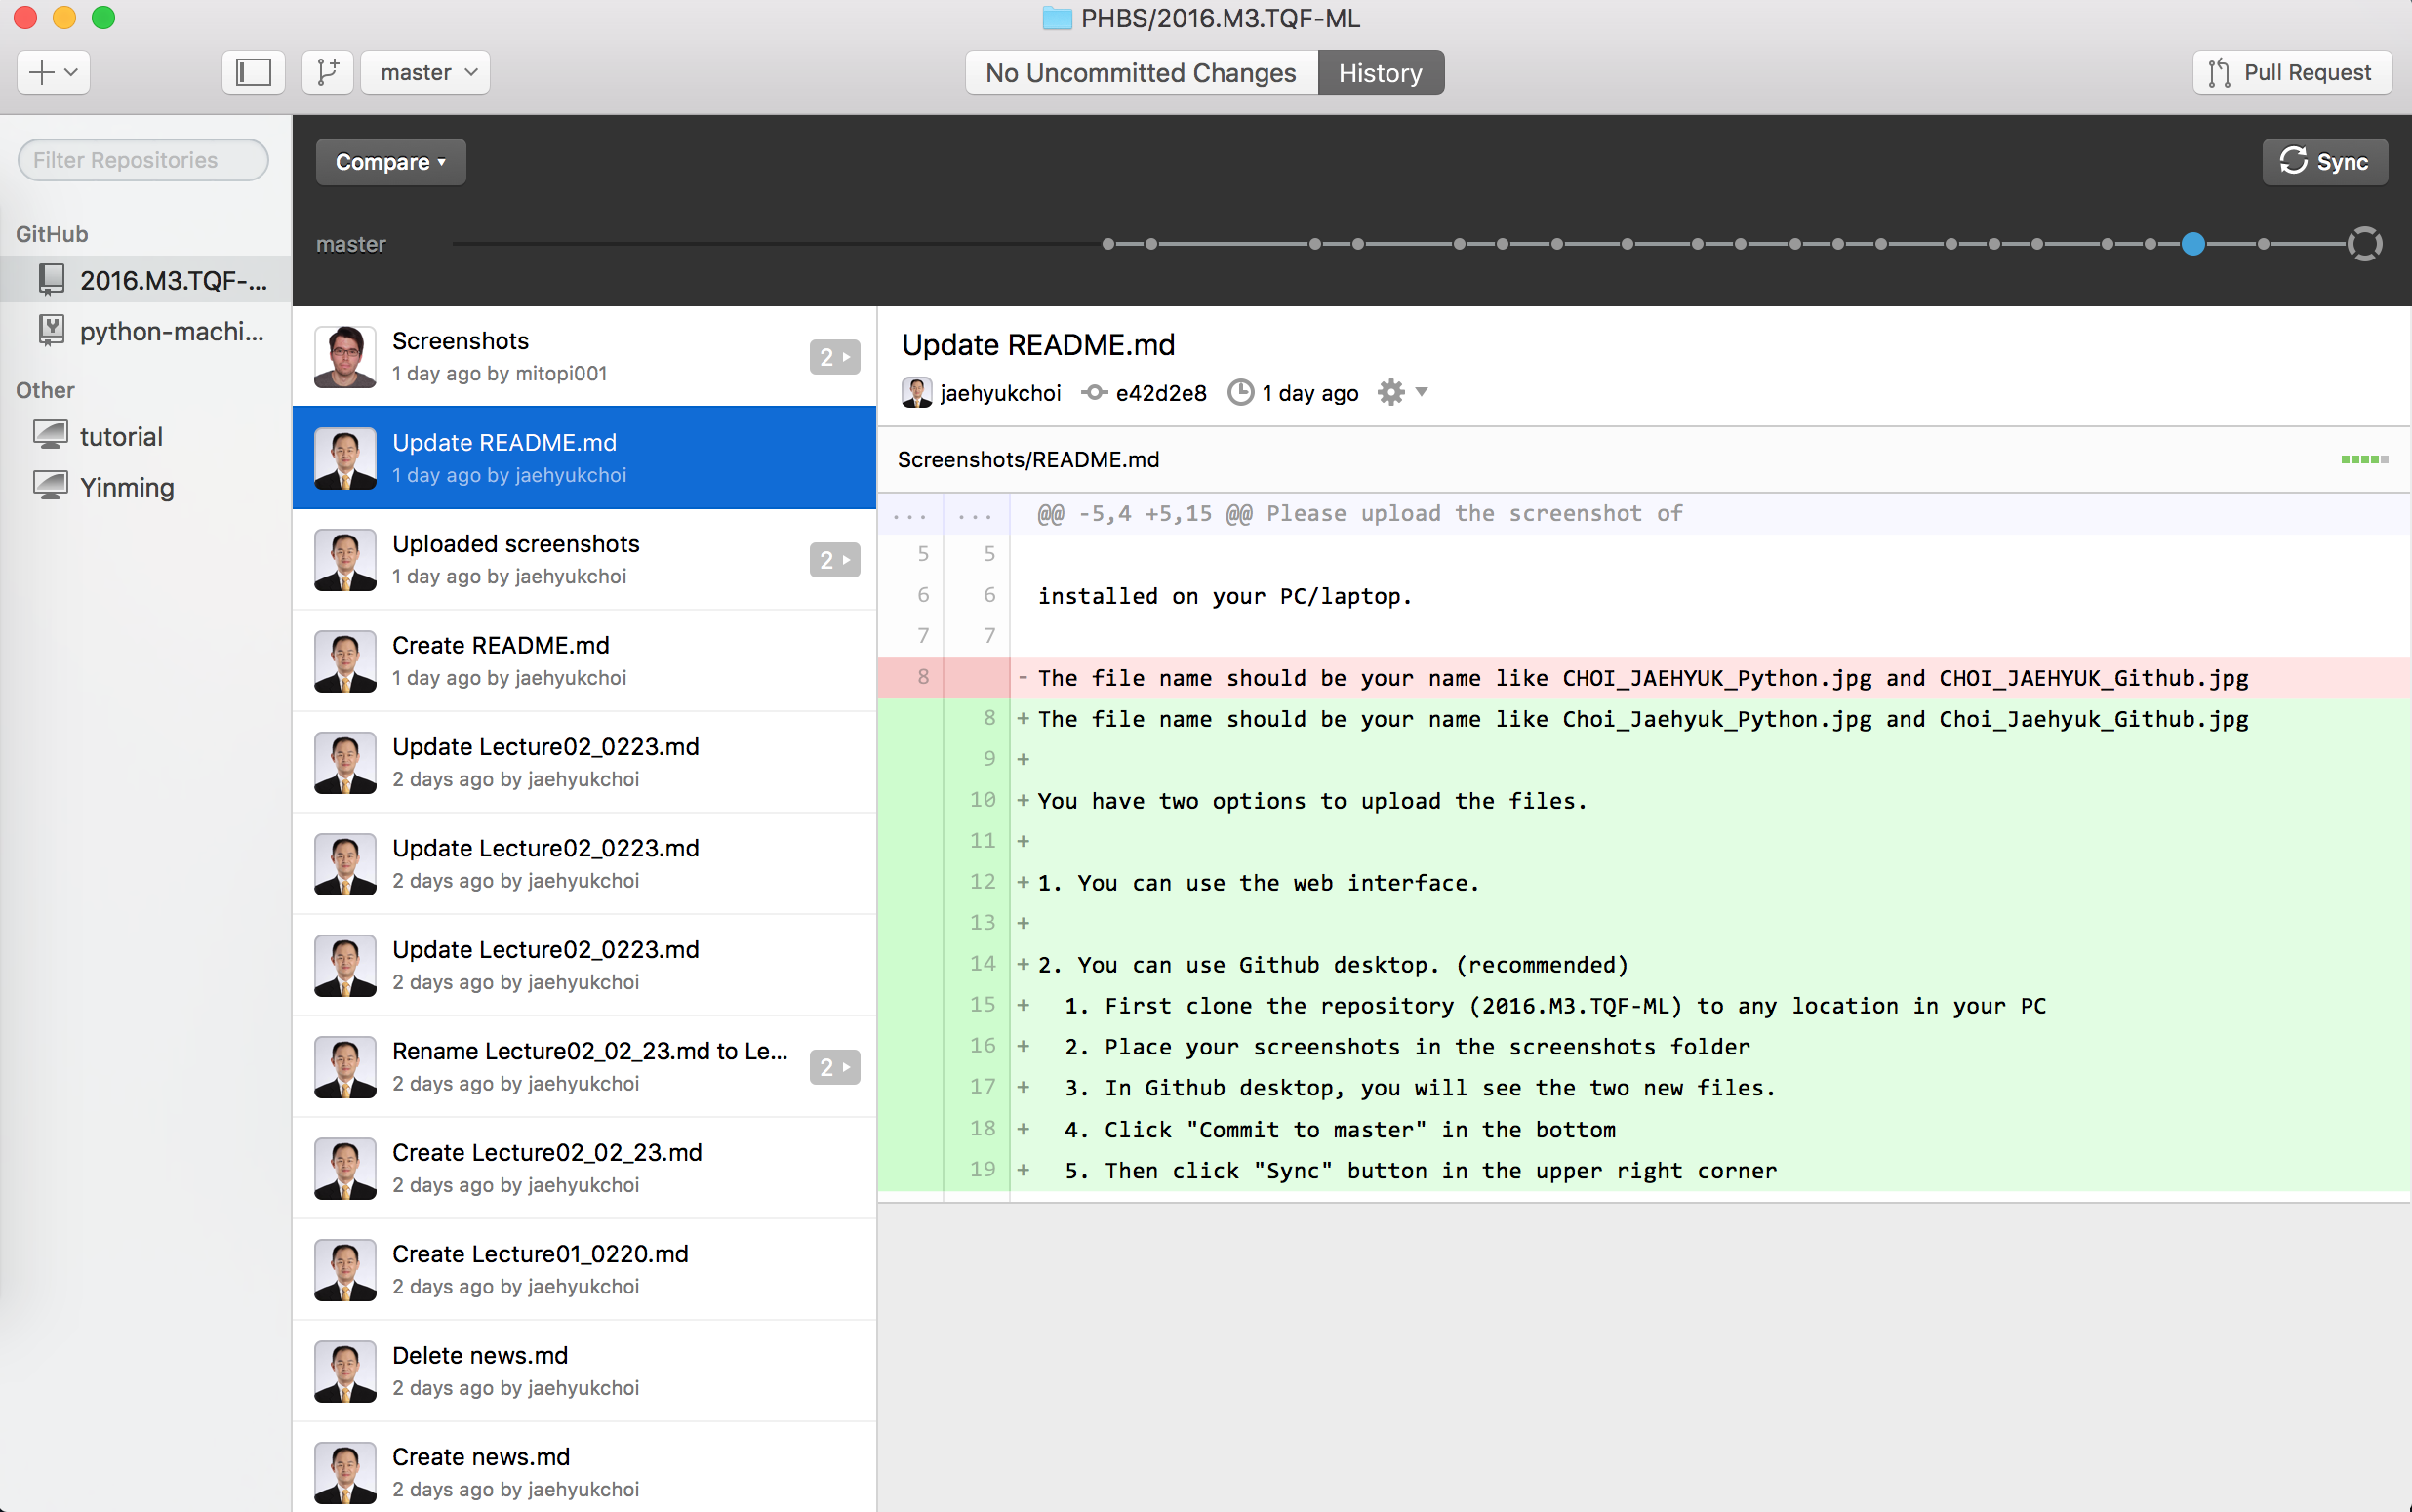 PHBS/2016.M3.TQF-ML
master
No Uncommitted Changes
History
Pull Request
Filter Repositories
GitHub
2016.M3.TQF-...
python-machi...
Other
tutorial
Yinming
Compare
Sync
master
Screenshots
1 day ago by mitopi001
2
Update README.md
1 day ago by jaehyukchoi
Uploaded screenshots
1 day ago by jaehyukchoi
2
Create README.md
1 day ago by jaehyukchoi
Update Lecture02_0223.md
2 days ago by jaehyukchoi
Update Lecture02_0223.md
2 days ago by jaehyukchoi
Update Lecture02_0223.md
2 days ago by jaehyukchoi
Rename Lecture02_02_23.md to Le...
2 days ago by jaehyukchoi
2
Create Lecture02_02_23.md
2 days ago by jaehyukchoi
Create Lecture01_0220.md
2 days ago by jaehyukchoi
Delete news.md
2 days ago by jaehyukchoi
Create news.md
2 days ago by jaehyukchoi
Update README.md
jaehyukchoi e42d2e8 1 day ago
Screenshots/README.md
... ... @@ -5,4 +5,15 @@ Please upload the screenshot of
5 5
6 6 installed on your PC/laptop.
7 7
8 - The file name should be your name like CHOI_JAEHYUK_Python.jpg and CHOI_JAEHYUK_Github.jpg
8 + The file name should be your name like Choi_Jaehyuk_Python.jpg and Choi_Jaehyuk_Github.jpg
9 +
10 + You have two options to upload the files.
11 +
12 + 1. You can use the web interface.
13 +
14 + 2. You can use Github desktop. (recommended)
15 + 1. First clone the repository (2016.M3.TQF-ML) to any location in your PC
16 + 2. Place your screenshots in the screenshots folder
17 + 3. In Github desktop, you will see the two new files.
18 + 4. Click "Commit to master" in the bottom
19 + 5. Then click "Sync" button in the upper right corner